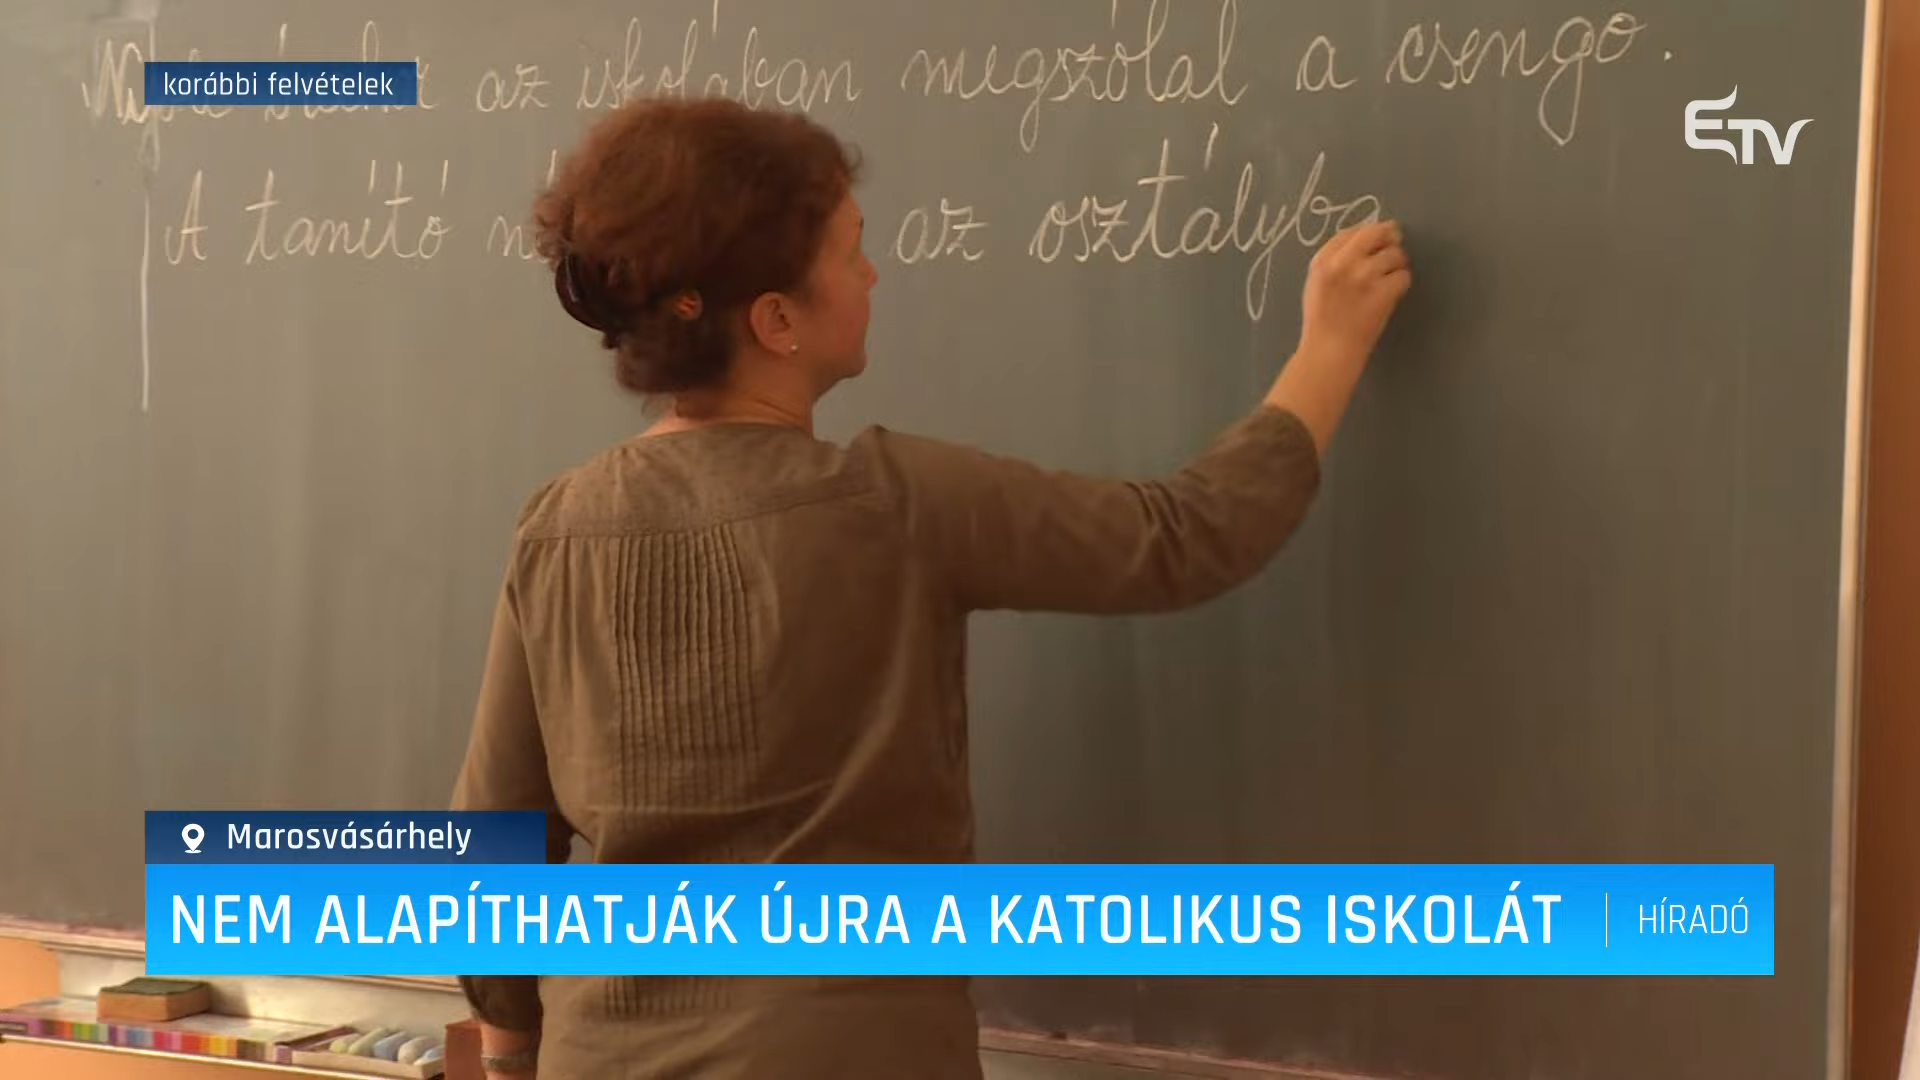 az iskolában megszólal a csengő.
korábbi felvételek
ETV
A tanító az osztályba
Marosvásárhely
NEM ALAPÍTHATJÁK ÚJRA A KATOLIKUS ISKOLÁT
HÍRADÓ